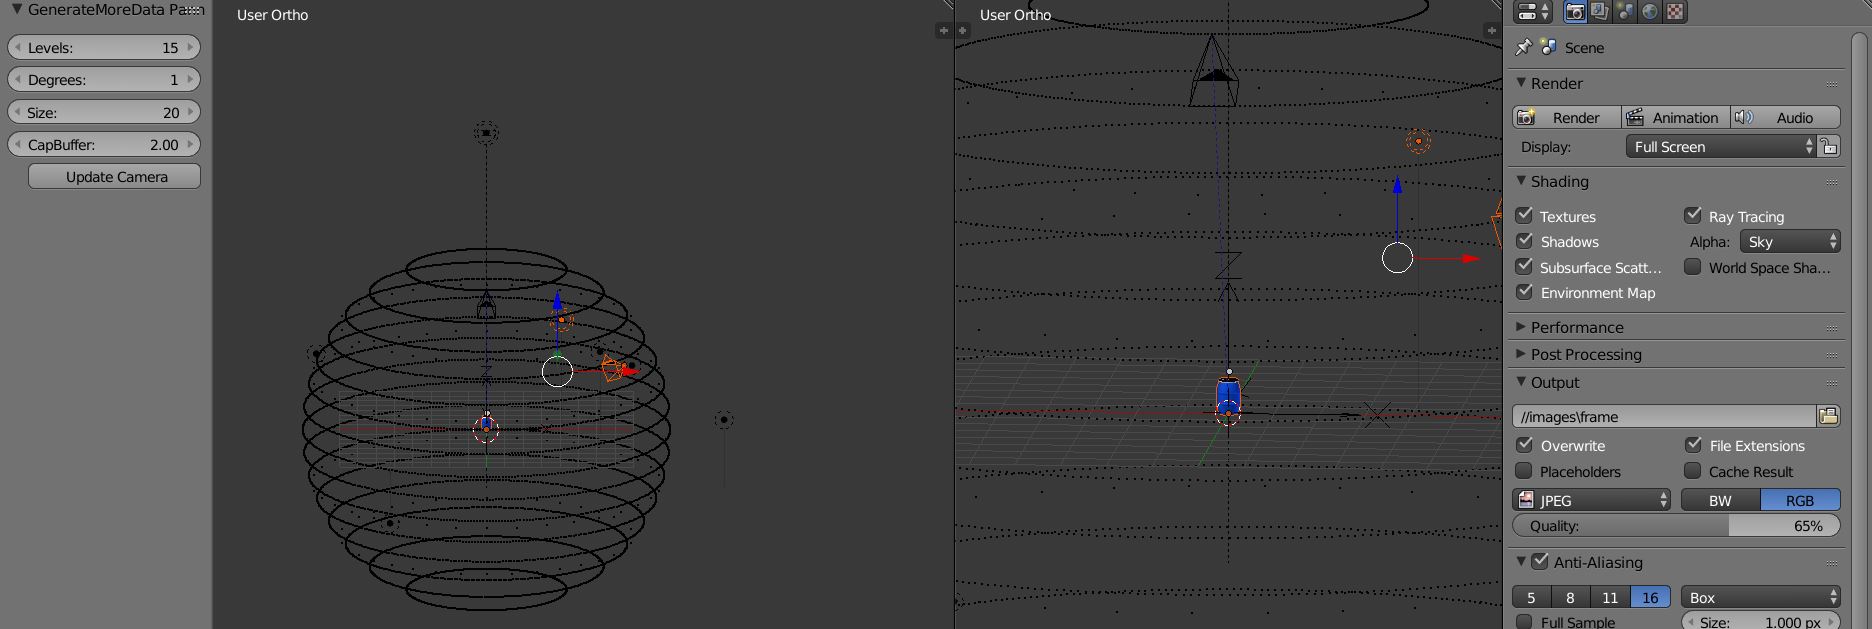 GenerateMoreData Pa
Levels: 15
Degrees: 1
Size: 20
CapBuffer: 2.00
Update Camera
User Ortho
User Ortho
Scene
Render
Render Animation Audio
Display: Full Screen
Shading
Textures Ray Tracing
Shadows Alpha: Sky
Subsurface Scatt... World Space Sha...
Environment Map
Performance
Post Processing
Output
//images\frame
Overwrite File Extensions
Placeholders Cache Result
JPEG BW RGB
Quality: 65%
Anti-Aliasing
5 8 11 16 Box
Full Sample Size: 1.000 px